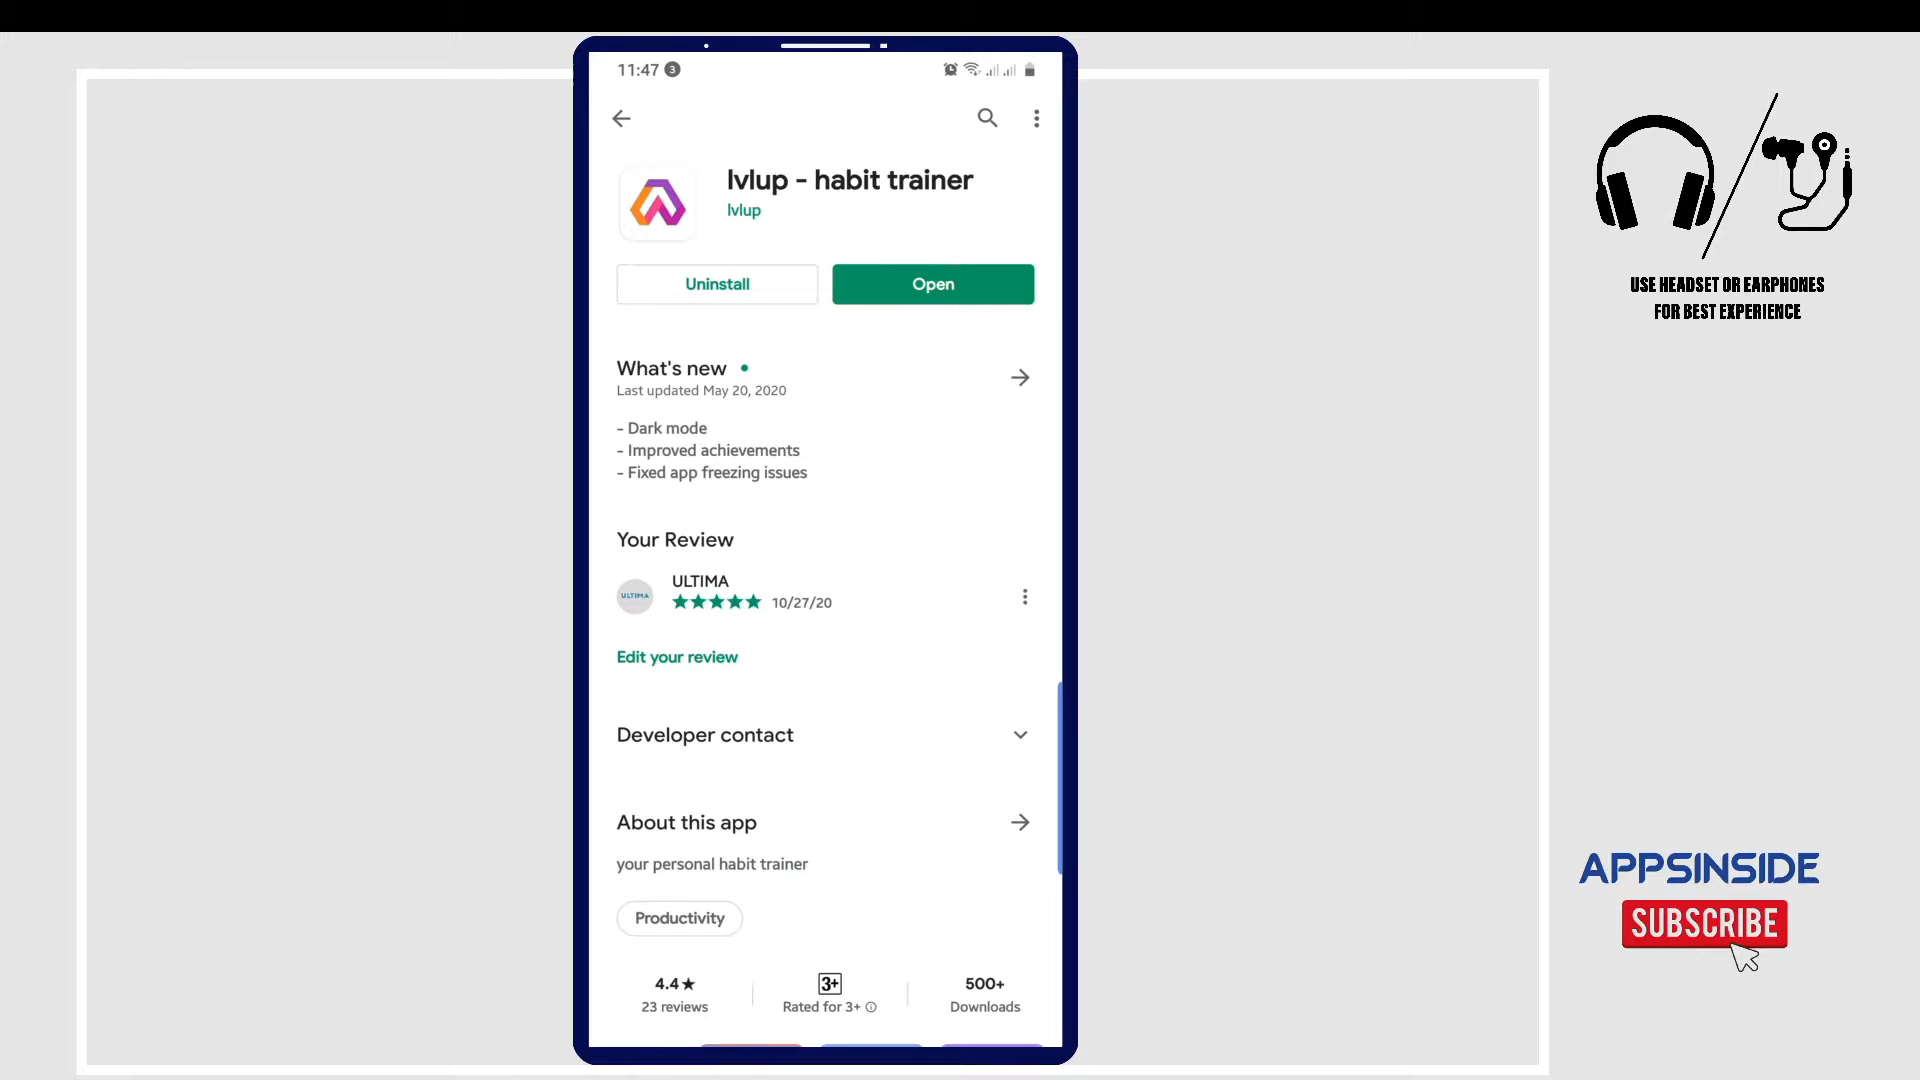 11:47 3
lvlup - habit trainer
lvlup
Uninstall
Open
What's new
Last updated May 20, 2020
- Dark mode
- Improved achievements
- Fixed app freezing issues
Your Review
ULTIMA
ULTIMA
10/27/20
Edit your review
Developer contact
About this app
your personal habit trainer
Productivity
4.4★
23 reviews
3+
Rated for 3+
500+
Downloads
USE HEADSET OR EARPHONES
FOR BEST EXPERIENCE
APPSINSIDE
SUBSCRIBE